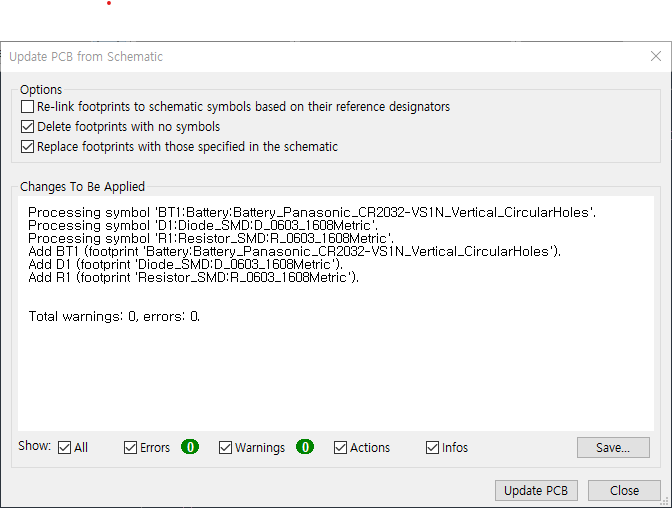 Update PCB from Schematic
Options
Re-link footprints to schematic symbols based on their reference designators
Delete footprints with no symbols
Replace footprints with those specified in the schematic
Changes To Be Applied
Processing symbol 'BT1:Battery:Battery_Panasonic_CR2032-VS1N_Vertical_CircularHoles'.
Processing symbol 'D1:Diode_SMD:D_0603_1608Metric'.
Processing symbol 'R1:Resistor_SMD:R_0603_1608Metric'.
Add BT1 (footprint 'Battery:Battery_Panasonic_CR2032-VS1N_Vertical_CircularHoles').
Add D1 (footprint 'Diode_SMD:D_0603_1608Metric').
Add R1 (footprint 'Resistor_SMD:R_0603_1608Metric').
Total warnings: 0, errors: 0.
Show: All Errors 0 Warnings 0 Actions Infos Save...
Update PCB Close